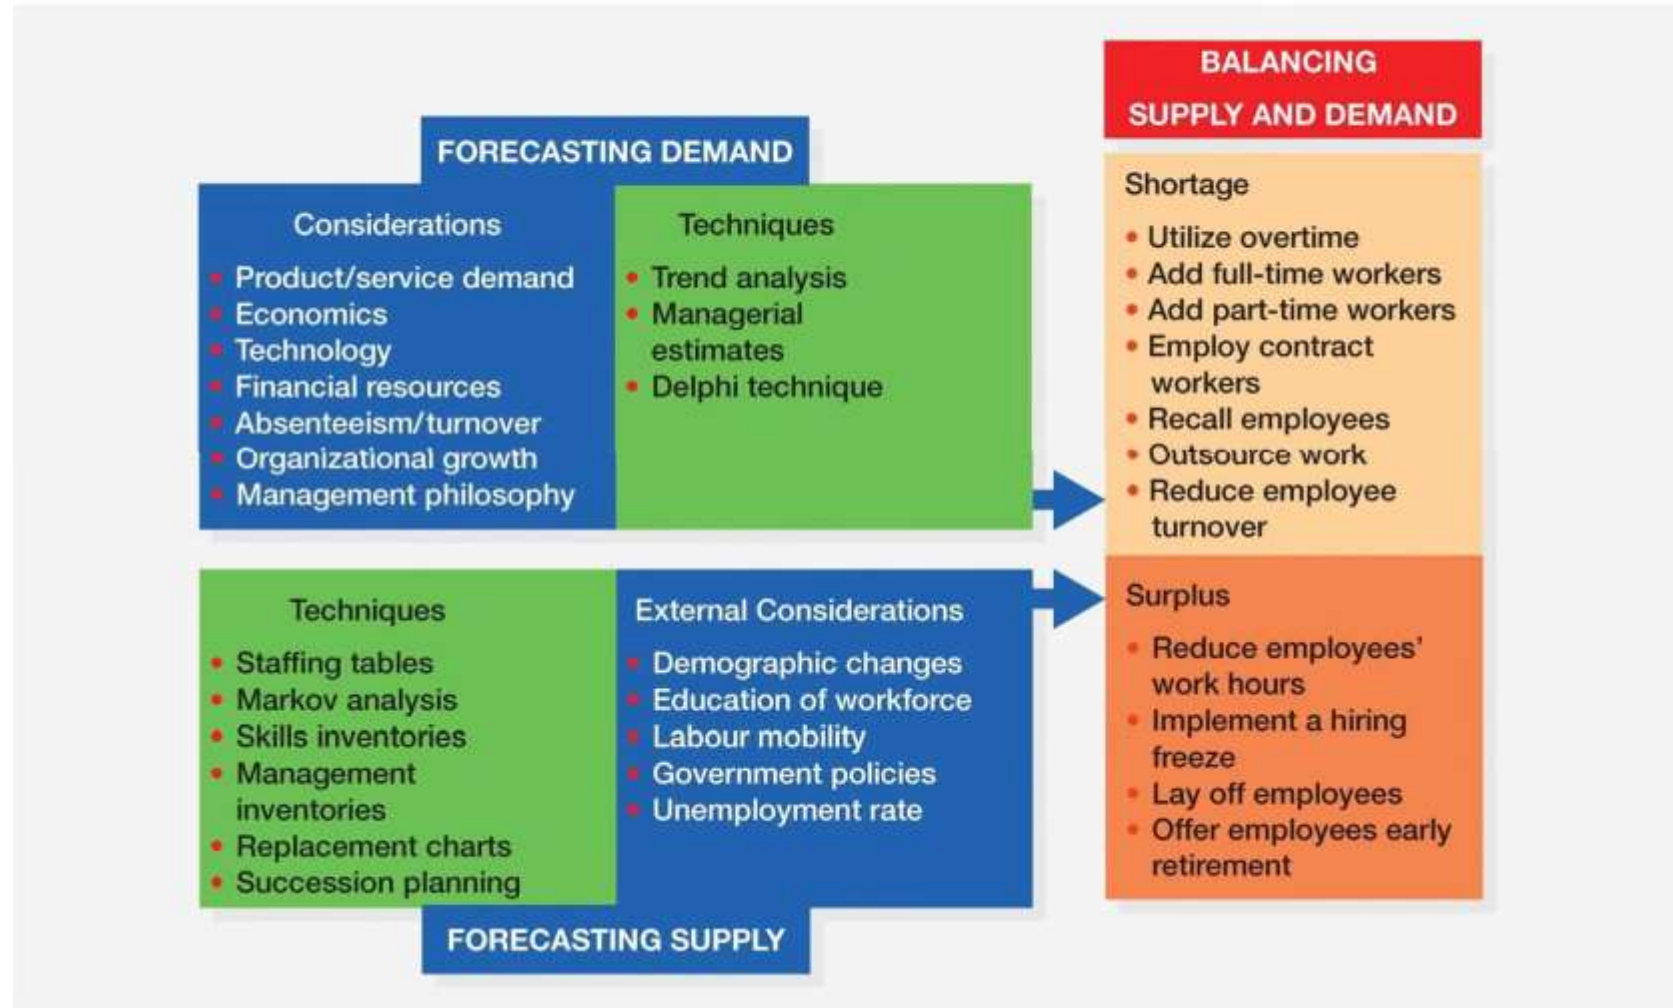 FORECASTING DEMAND
Considerations
• Product/service demand
• Economics
• Technology
• Financial resources
• Absenteeism/turnover
• Organizational growth
• Management philosophy
Techniques
• Trend analysis
• Managerial
estimates
• Delphi technique
Techniques
• Staffing tables
• Markov analysis
• Skills inventories
• Management
inventories
• Replacement charts
• Succession planning
External Considerations
• Demographic changes
• Education of workforce
• Labour mobility
• Government policies
• Unemployment rate
FORECASTING SUPPLY
BALANCING
SUPPLY AND DEMAND
Shortage
• Utilize overtime
• Add full-time workers
• Add part-time workers
• Employ contract
workers
• Recall employees
• Outsource work
• Reduce employee
turnover
Surplus
• Reduce employees'
work hours
• Implement a hiring
freeze
• Lay off employees
• Offer employees early
retirement